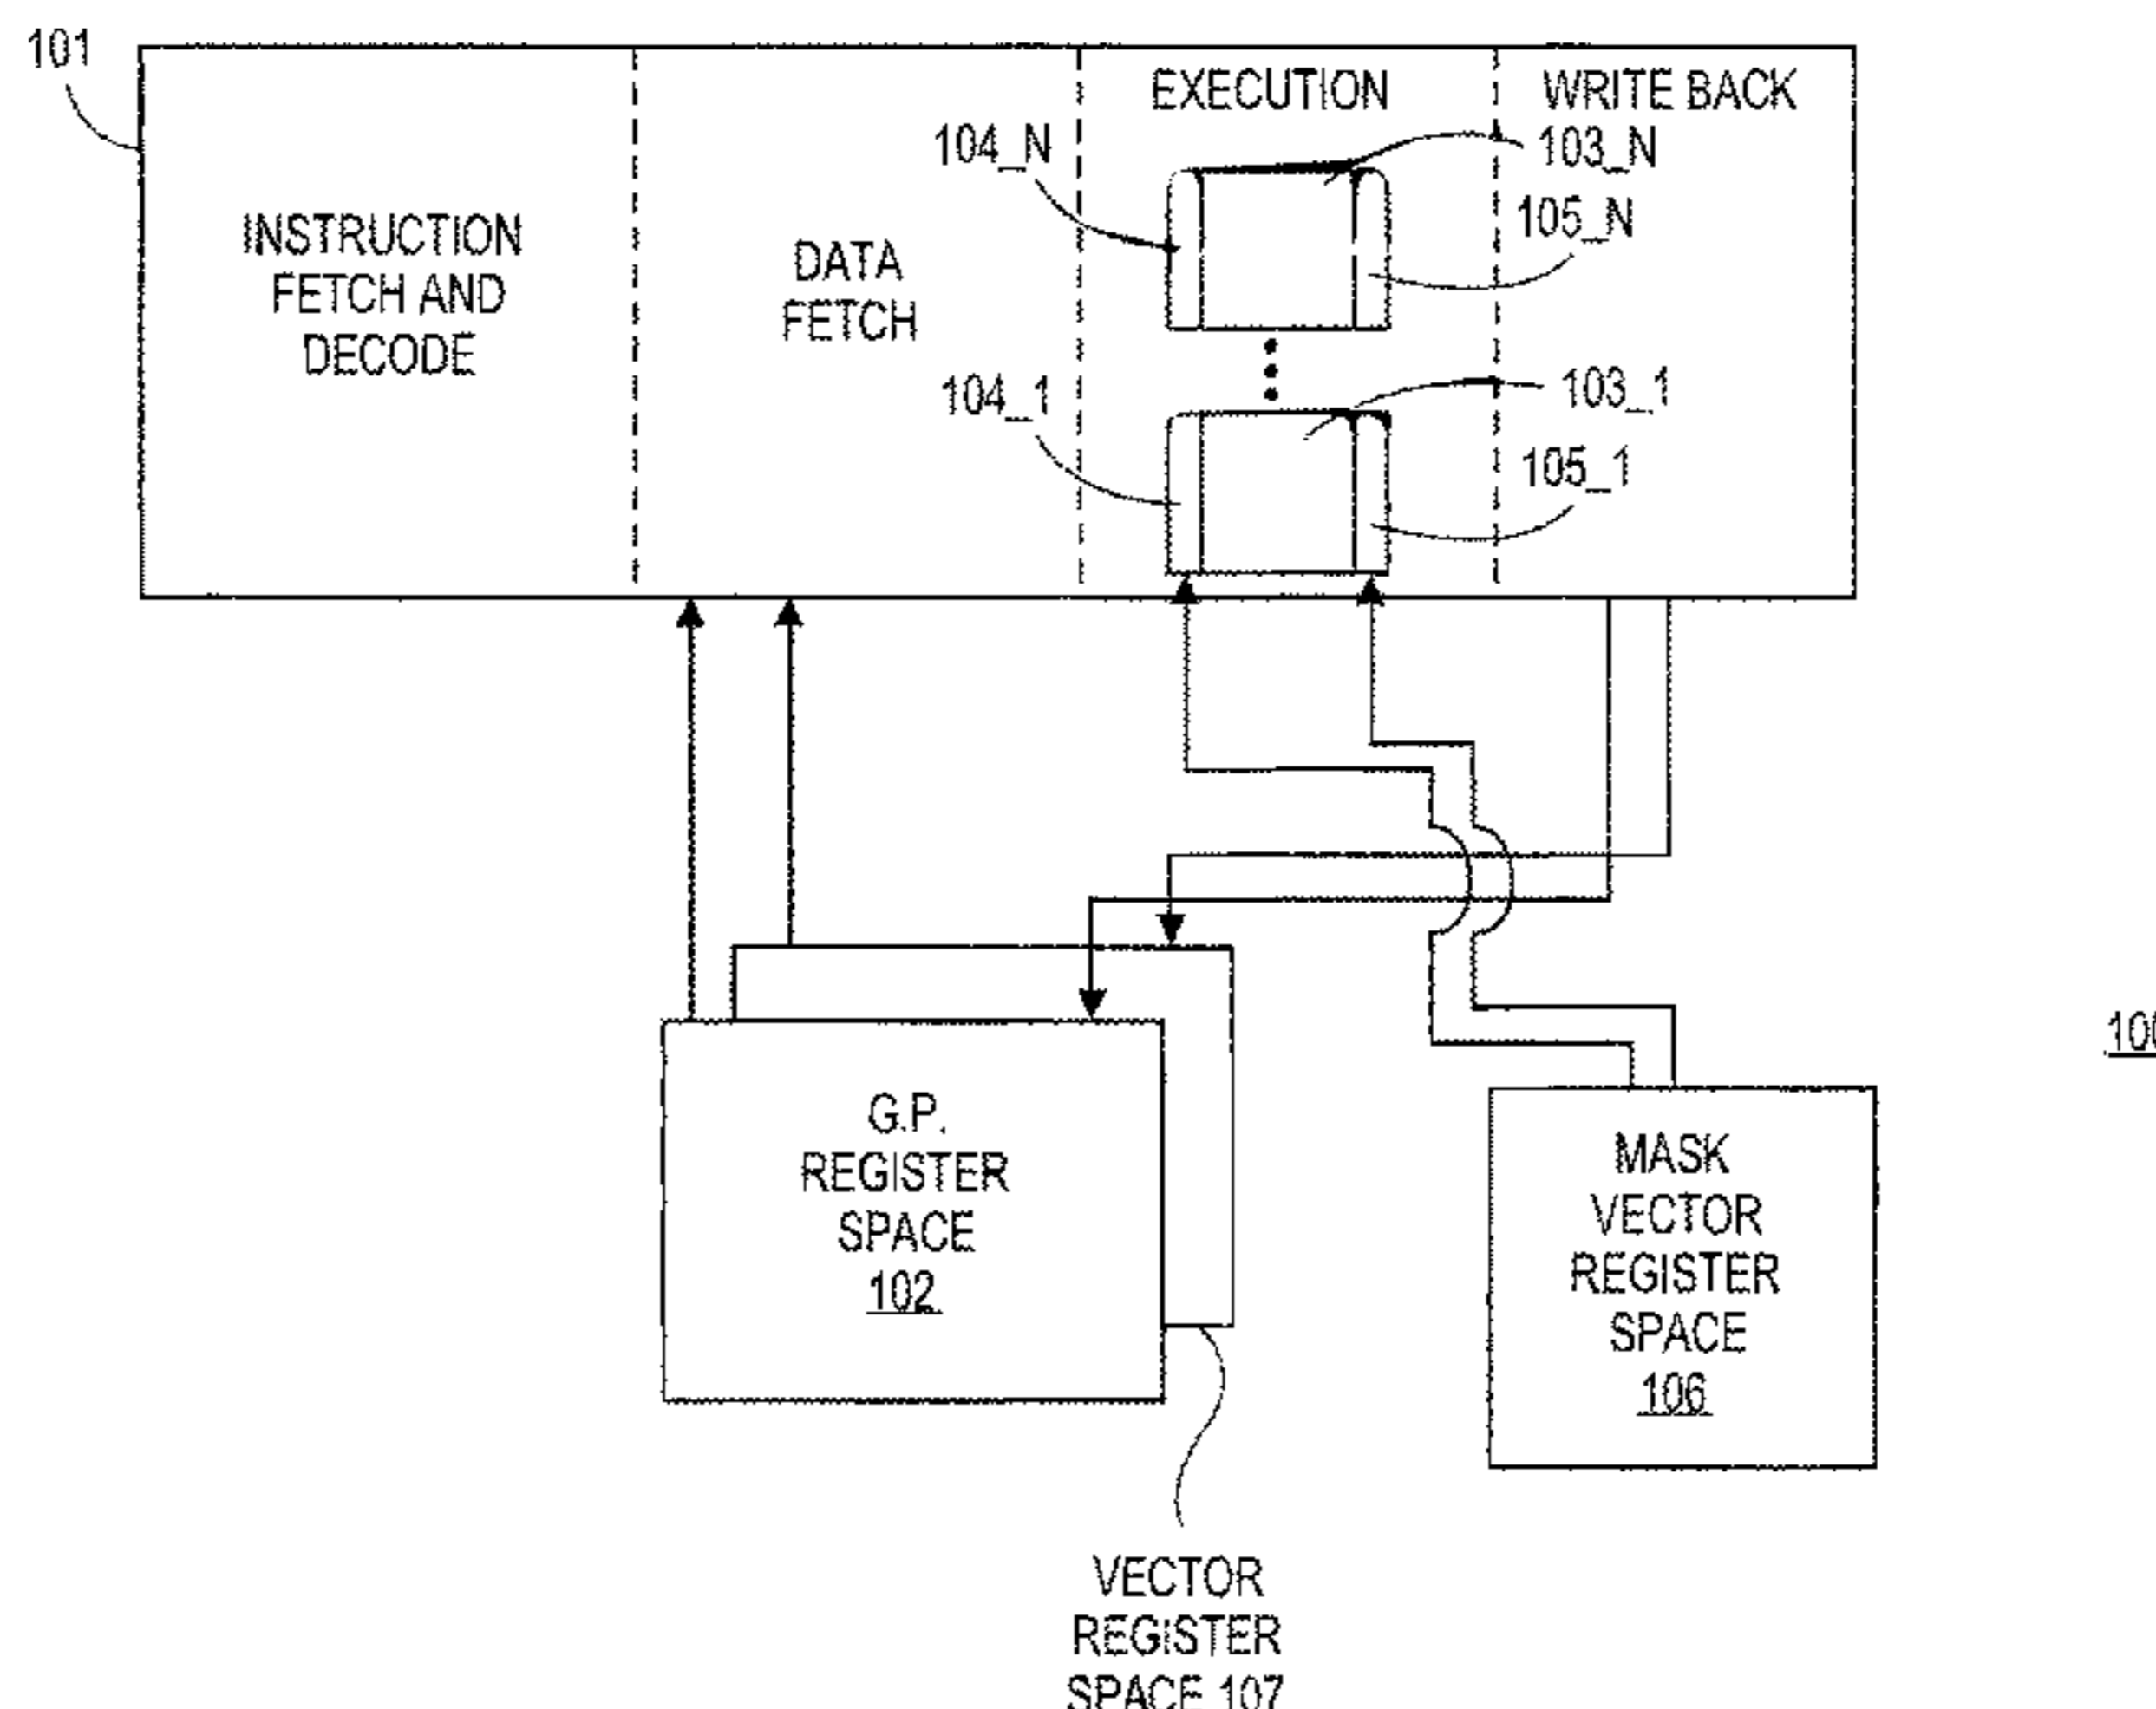 101
EXECUTION
WRITE BACK
104_N
103_N
105_N
INSTRUCTION
FETCH AND
DECODE
DATA
FETCH
104_1
103_1
105_1
G.P.
REGISTER
SPACE
102
MASK
VECTOR
REGISTER
SPACE
106
100
VECTOR
REGISTER
SPACE 107